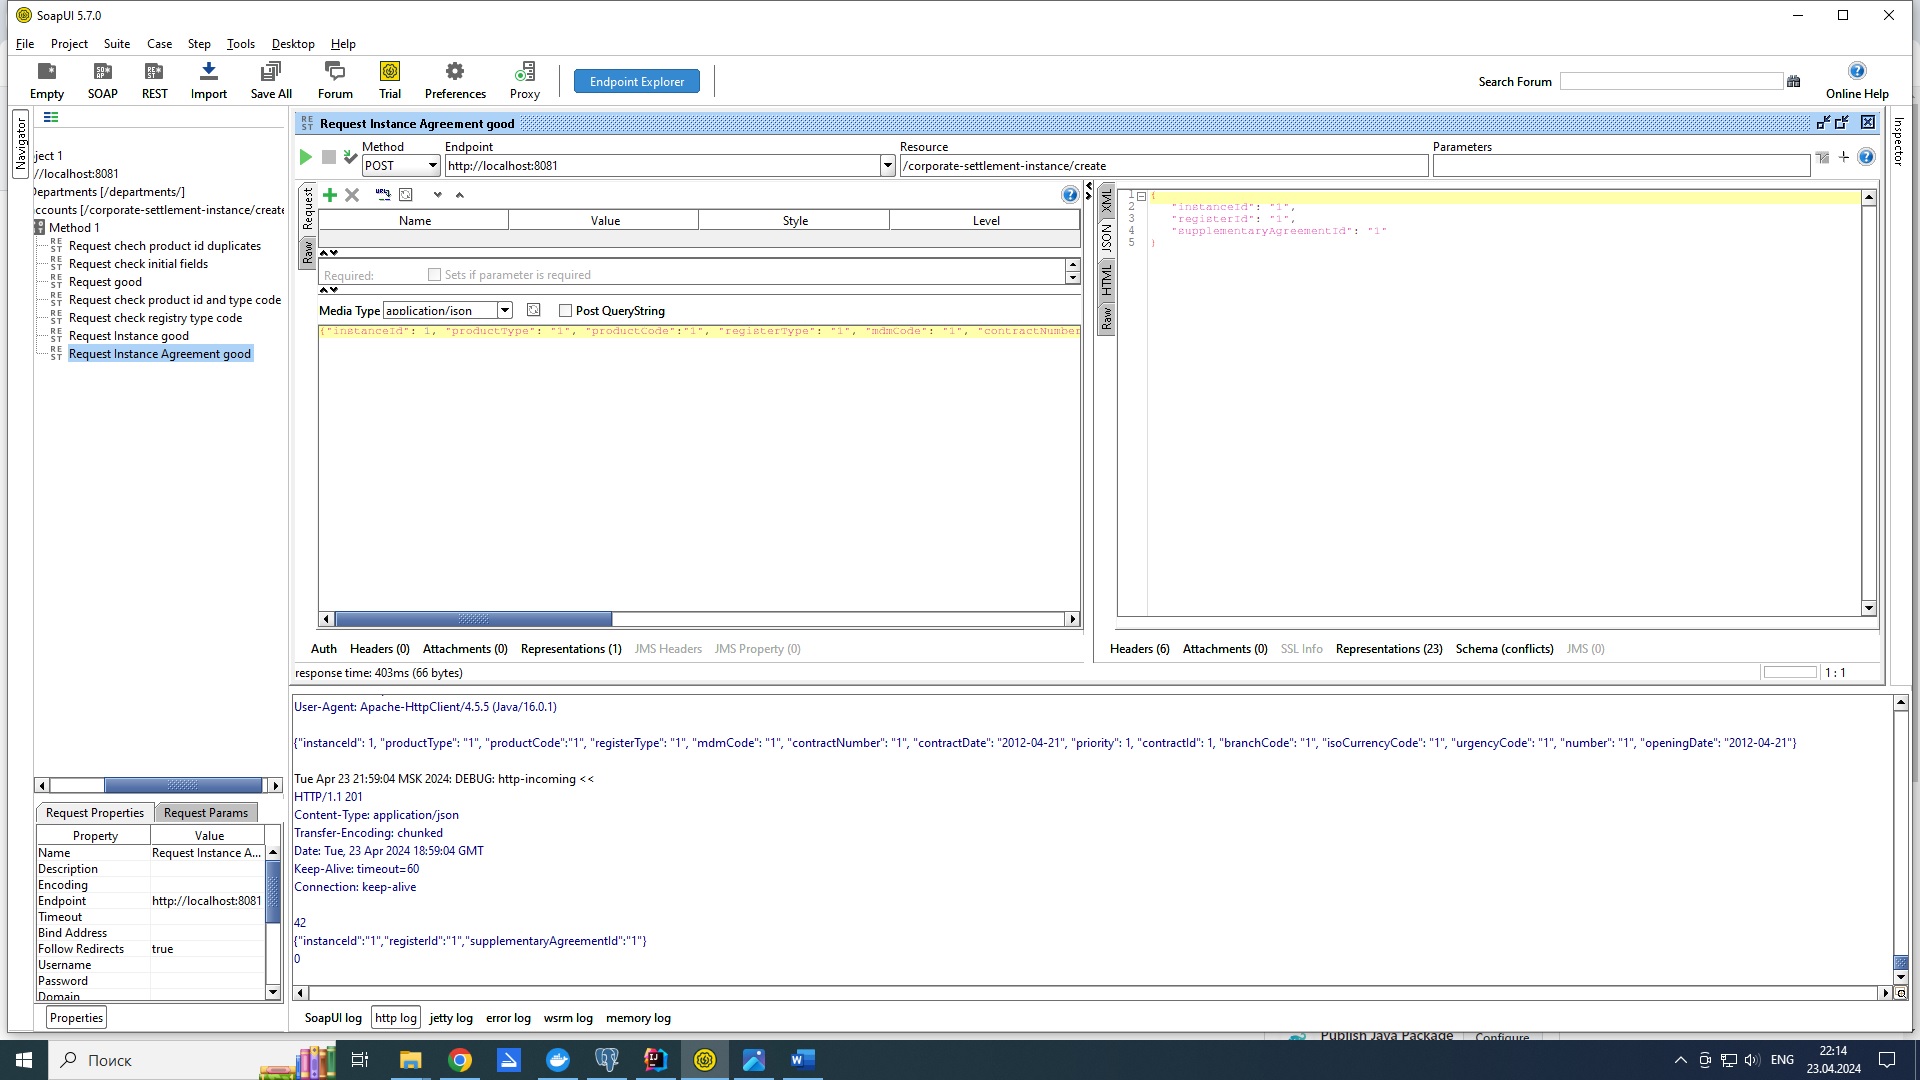 SoapUI 5.7.0
File Project Suite Case Step Tools Desktop Help
Empty SOAP REST Import Save All Forum Trial Preferences Proxy Endpoint Explorer Search Forum Online Help
Navigator
ject 1
//localhost:8081
Departments [/departments/]
ccounts [/corporate-settlement-instance/create
Method 1
Request chech product id duplicates
Request check initial fields
Request good
Request check product id and type code
Request check registry type code
Request Instance good
Request Instance Agreement good
Request Properties Request Params
Property Value
Name Request Instance A...
Description
Encoding
Endpoint http://localhost:8081
Timeout
Bind Address
Follow Redirects true
Username
Password
Domain
Properties
Request Instance Agreement good
Method Endpoint Resource Parameters
POST http://localhost:8081 /corporate-settlement-instance/create
Request
Raw
Name Value Style Level
Required: Sets if parameter is required
Media Type application/json Post QueryString
{"instanceId": 1, "productType": "1", "productCode":"1", "registerType": "1", "mdmCode": "1", "contractNumber
Auth Headers (0) Attachments (0) Representations (1) JMS Headers JMS Property (0)
XML
JSON
HTML
Raw
1 {
2 "instanceId": "1",
3 "registerId": "1",
4 "supplementaryAgreementId": "1"
5 }
Headers (6) Attachments (0) SSL Info Representations (23) Schema (conflicts) JMS (0)
response time: 403ms (66 bytes)
1 : 1
Inspector
User-Agent: Apache-HttpClient/4.5.5 (Java/16.0.1)
{"instanceId": 1, "productType": "1", "productCode":"1", "registerType": "1", "mdmCode": "1", "contractNumber": "1", "contractDate": "2012-04-21", "priority": 1, "contractId": 1, "branchCode": "1", "isoCurrencyCode": "1", "urgencyCode": "1", "number": "1", "openingDate": "2012-04-21"}
Tue Apr 23 21:59:04 MSK 2024: DEBUG: http-incoming <<
HTTP/1.1 201
Content-Type: application/json
Transfer-Encoding: chunked
Date: Tue, 23 Apr 2024 18:59:04 GMT
Keep-Alive: timeout=60
Connection: keep-alive
42
{"instanceId":"1","registerId":"1","supplementaryAgreementId":"1"}
0
SoapUI log http log jetty log error log wsrm log memory log
Publish Java Package Configure
Поиск
ENG
22:14
23.04.2024